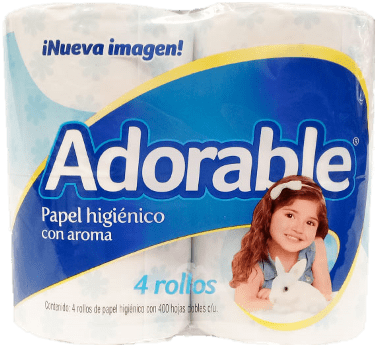 ¡Nueva imagen!
Adorable®
Papel higiénico
con aroma
4 rollos
Contenido: 4 rollos de papel higiénico con 400 hojas dobles c/u.